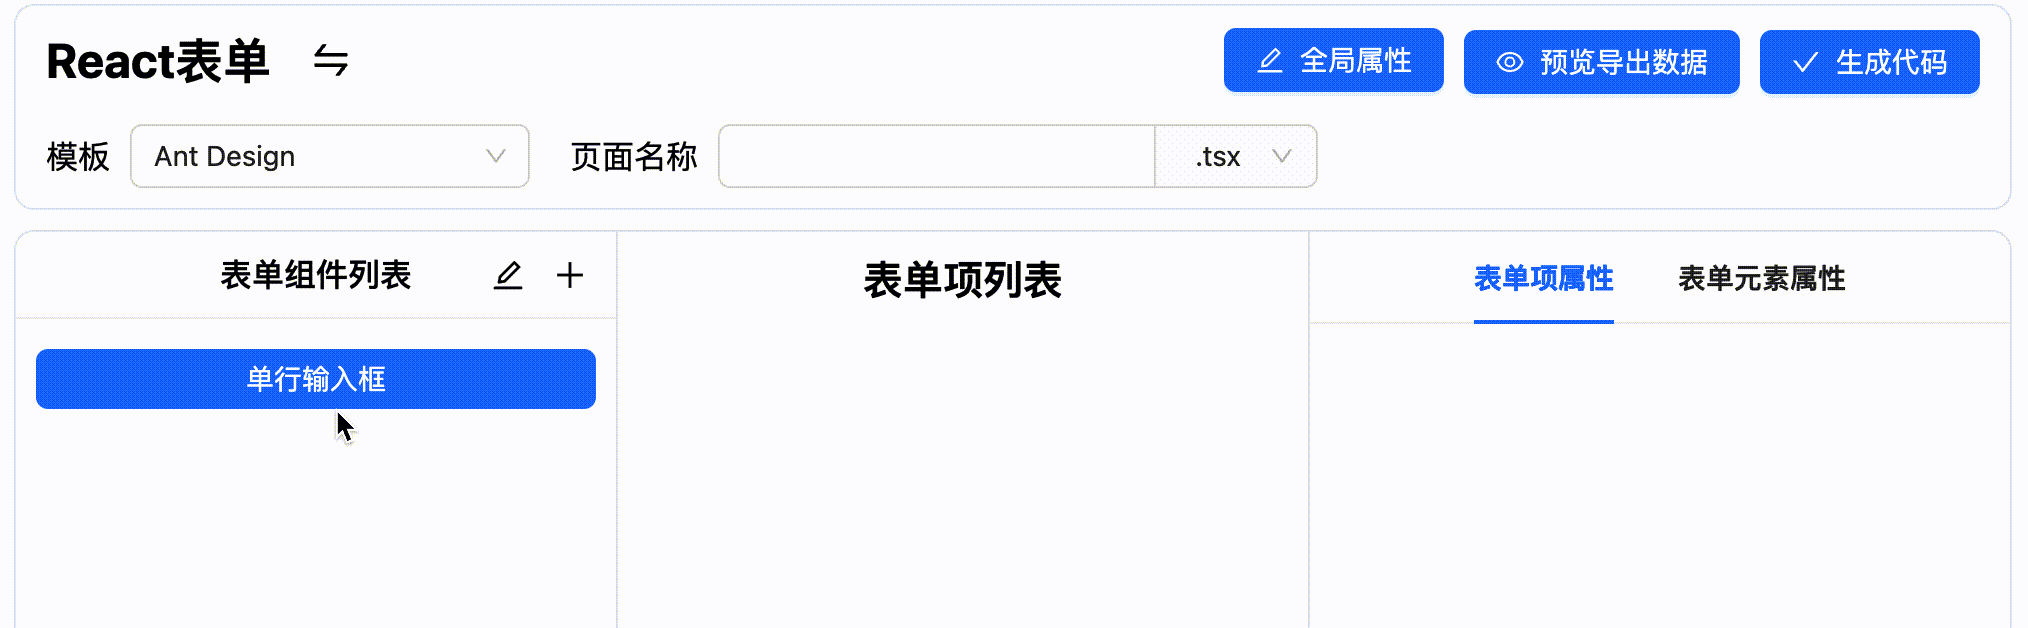 React表单
全局属性
预览导出数据
生成代码
模板
Ant Design
页面名称
.tsx
表单组件列表
表单项列表
表单项属性
表单元素属性
单行输入框